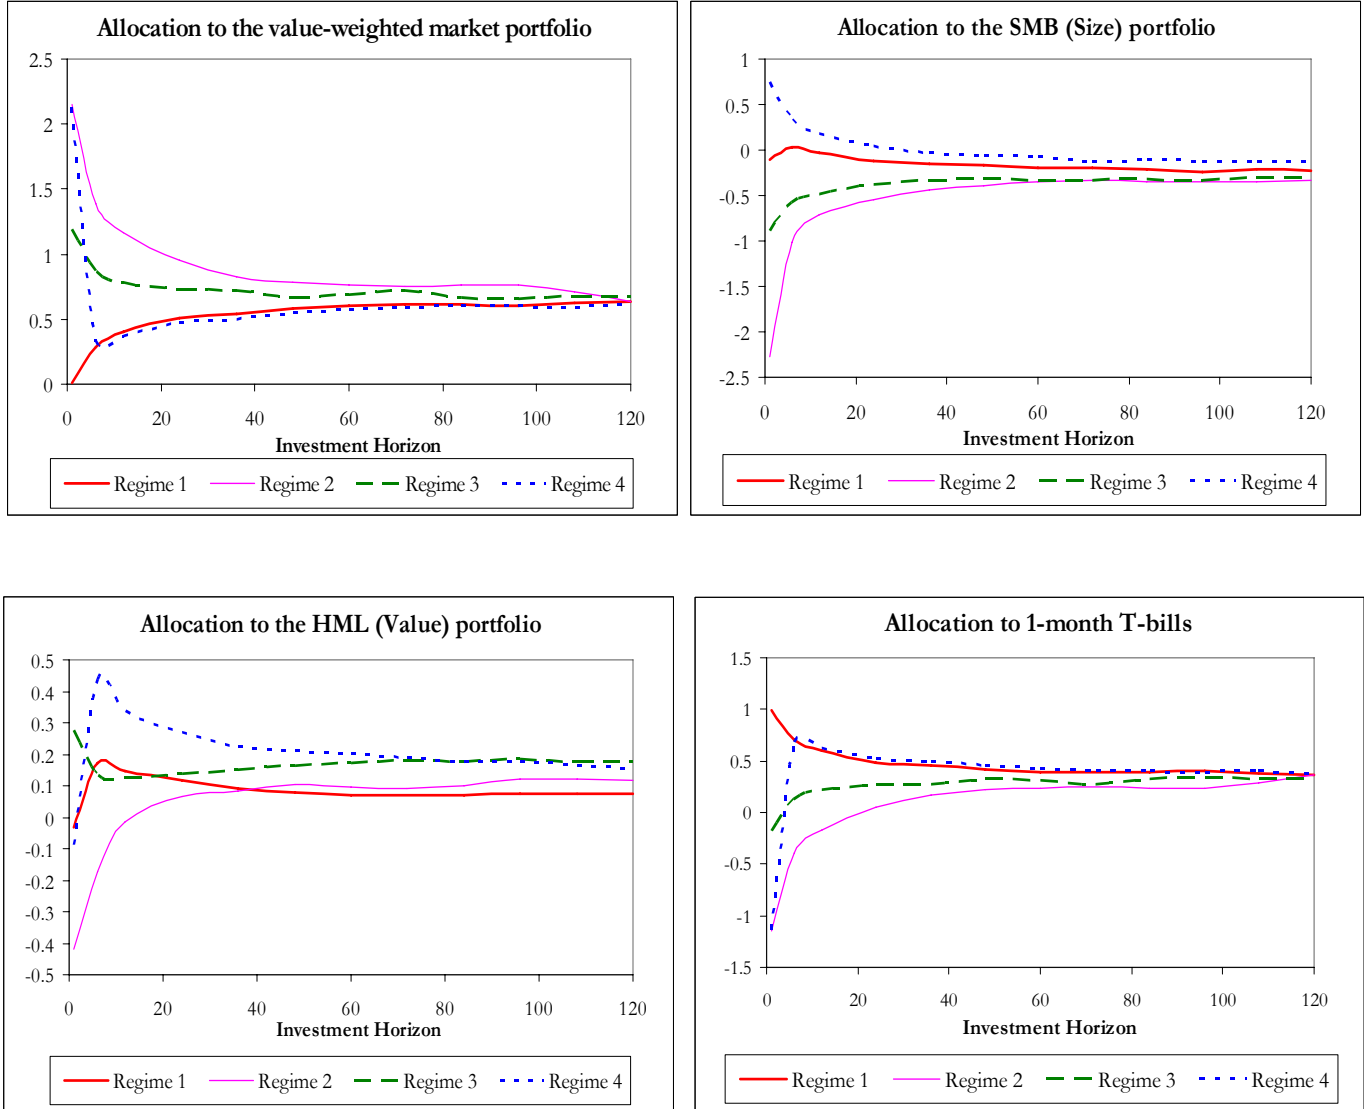 Allocation to the value-weighted market portfolio
2.5
2
1.5
1
0.5
0
0 20 40 60 80 100 120
Investment Horizon
Regime 1 Regime 2 Regime 3 Regime 4
Allocation to the SMB (Size) portfolio
1
0.5
0
-0.5
-1
-1.5
-2
-2.5
0 20 40 60 80 100 120
Investment Horizon
Regime 1 Regime 2 Regime 3 Regime 4
Allocation to the HML (Value) portfolio
0.5
0.4
0.3
0.2
0.1
0
-0.1
-0.2
-0.3
-0.4
-0.5
0 20 40 60 80 100 120
Investment Horizon
Regime 1 Regime 2 Regime 3 Regime 4
Allocation to 1-month T-bills
1.5
1
0.5
0
-0.5
-1
-1.5
0 20 40 60 80 100 120
Investment Horizon
Regime 1 Regime 2 Regime 3 Regime 4